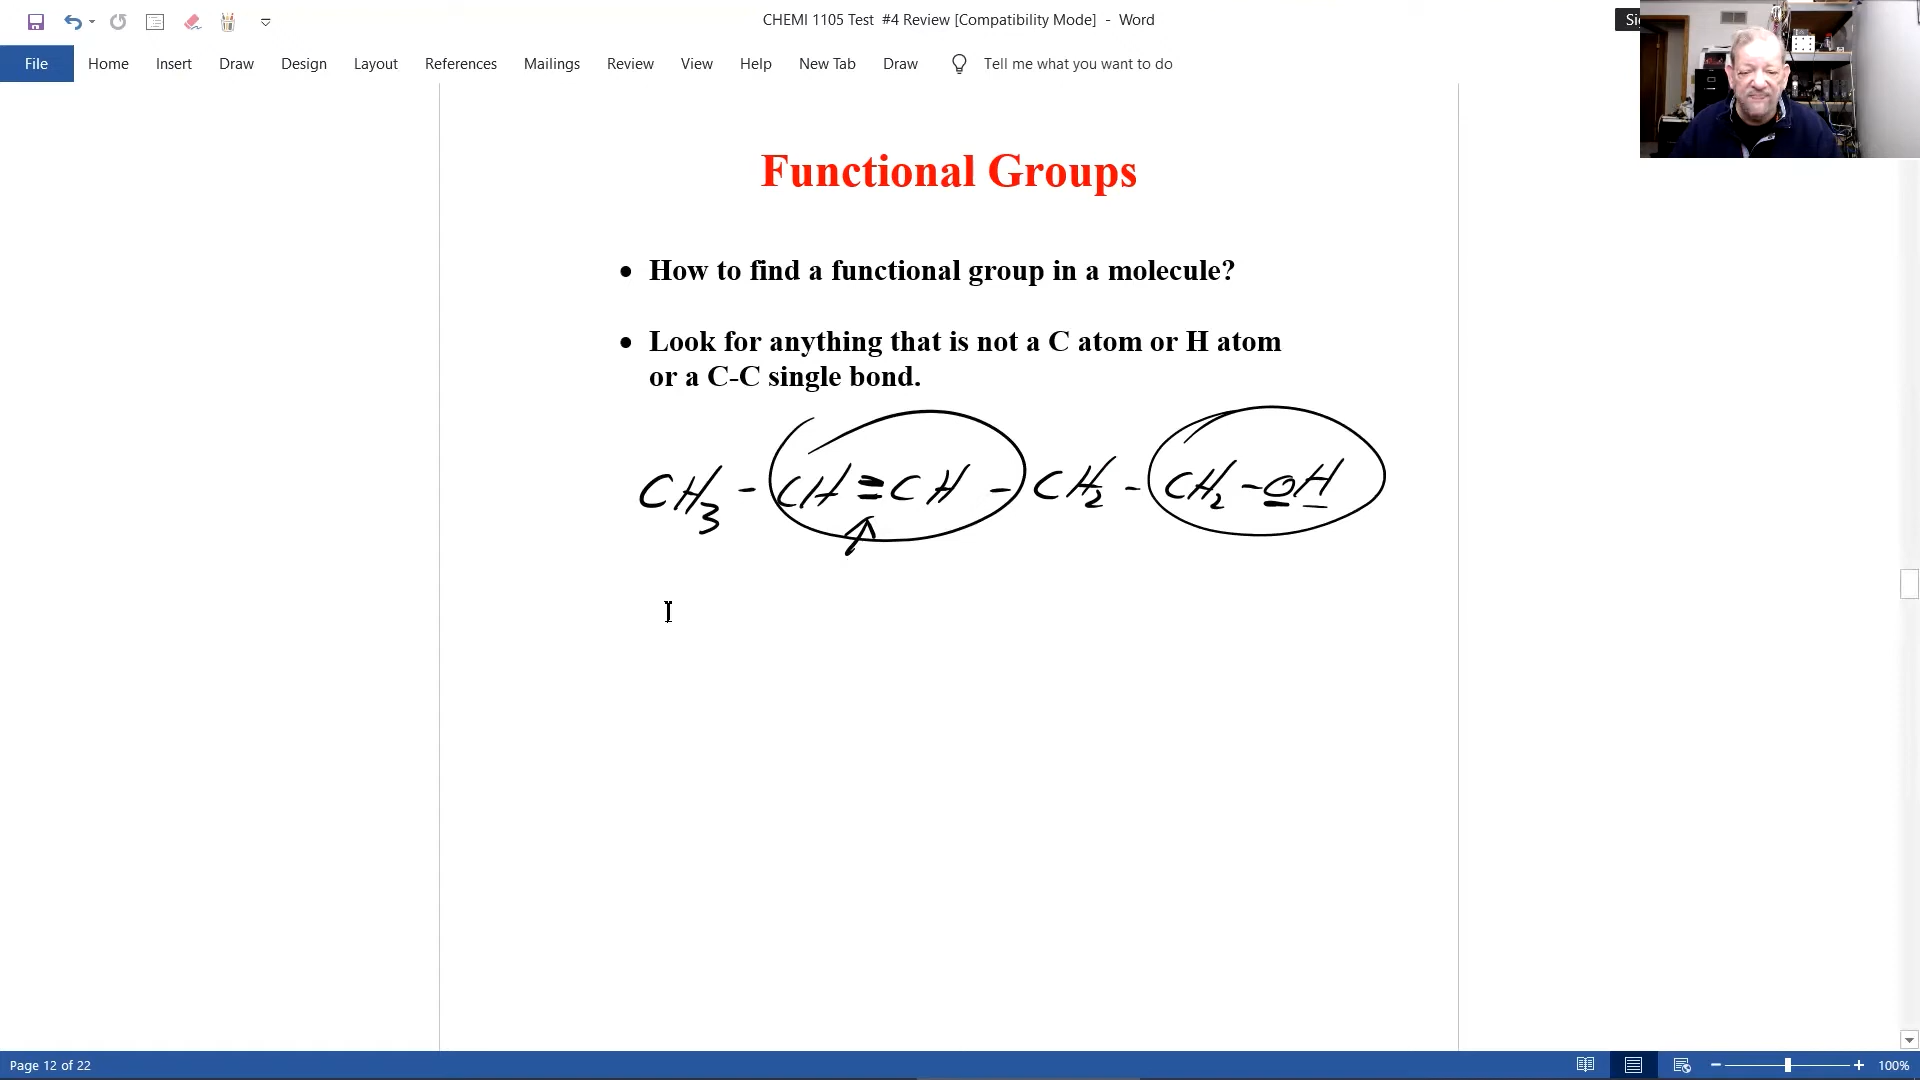 CHEMI 1105 Test #4 Review [Compatibility Mode] - Word
File Home Insert Draw Design Layout References Mailings Review View Help New Tab Draw Tell me what you want to do
Functional Groups
• How to find a functional group in a molecule?
• Look for anything that is not a C atom or H atom
or a C-C single bond.
CH3 - CH = CH - CH2 - CH2 - OH
Page 12 of 22
100%